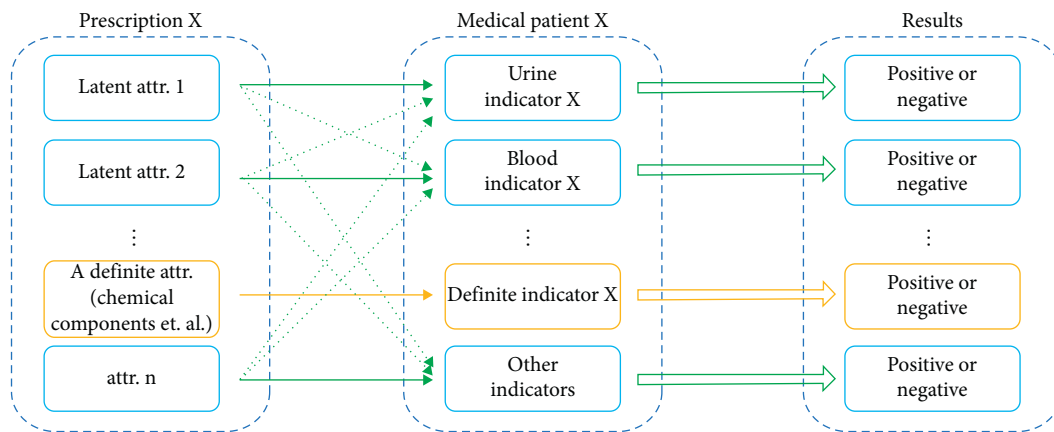 Prescription X
Medical patient X
Results
Latent attr. 1
Urine
indicator X
Positive or
negative
Latent attr. 2
Blood
indicator X
Positive or
negative
⋮
⋮
⋮
A definite attr.
(chemical
components et. al.)
Definite indicator X
Positive or
negative
attr. n
Other
indicators
Positive or
negative